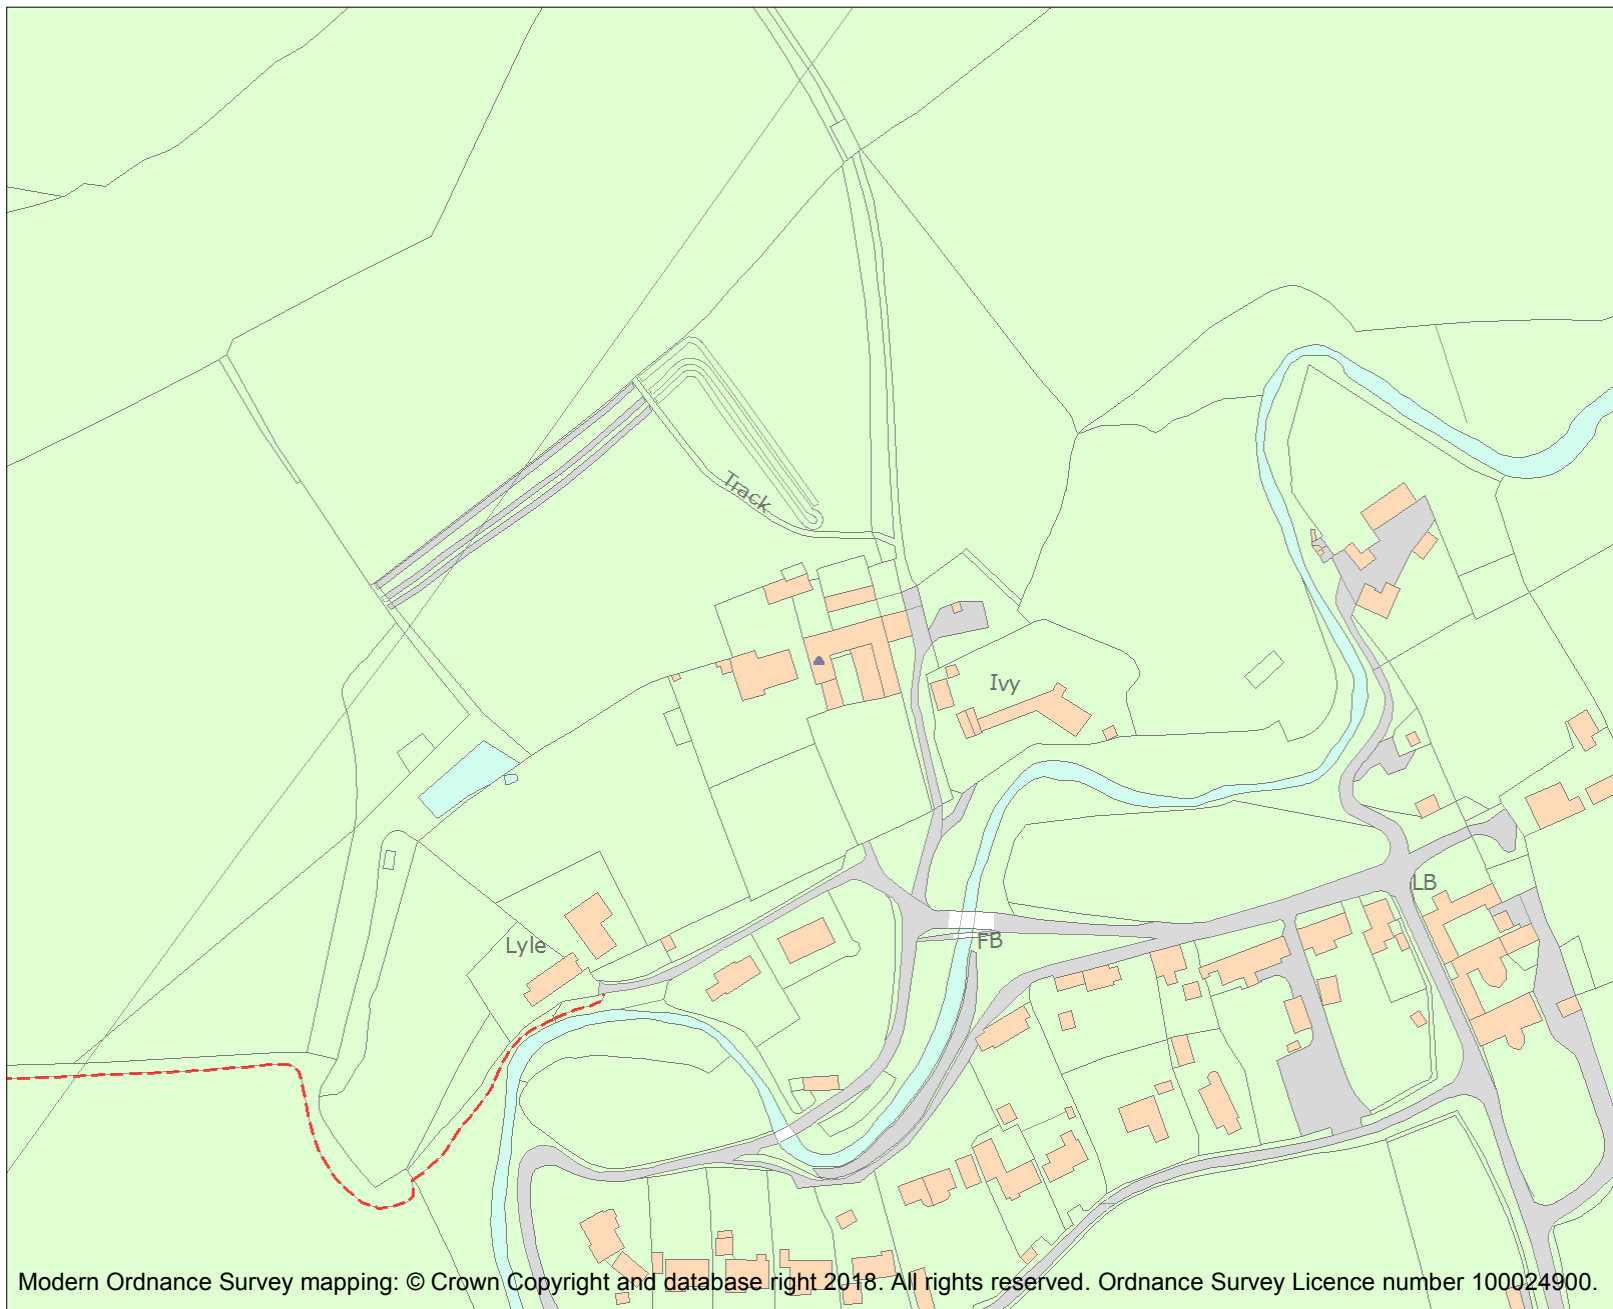 Track
Ivy
LB
FB
Lyle
Modern Ordnance Survey mapping: © Crown Copyright and database right 2018. All rights reserved. Ordnance Survey Licence number 100024900.